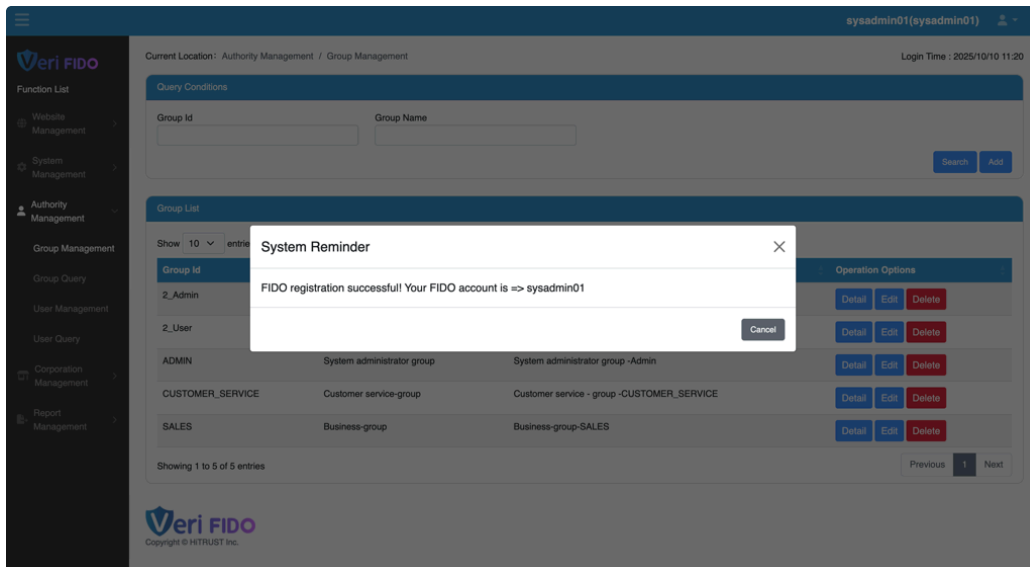 sysadmin01(sysadmin01)
Veri FIDO
Current Location: Authority Management / Group Management
Login Time : 2025/10/10 11:20
Function List
Website Management
System Management
Authority Management
Group Management
Group Query
User Management
User Query
Corporation Management
Report Management
Query Conditions
Group Id
Group Name
Search
Add
Group List
Show 10 entrie
System Reminder
FIDO registration successful! Your FIDO account is => sysadmin01
Cancel
Group Id
Operation Options
2_Admin
Detail Edit Delete
2_User
Detail Edit Delete
ADMIN System administrator group System administrator group -Admin Detail Edit Delete
CUSTOMER_SERVICE Customer service-group Customer service - group -CUSTOMER_SERVICE Detail Edit Delete
SALES Business-group Business-group-SALES Detail Edit Delete
Showing 1 to 5 of 5 entries
Previous 1 Next
Veri FIDO
Copyright © HiTRUST Inc.